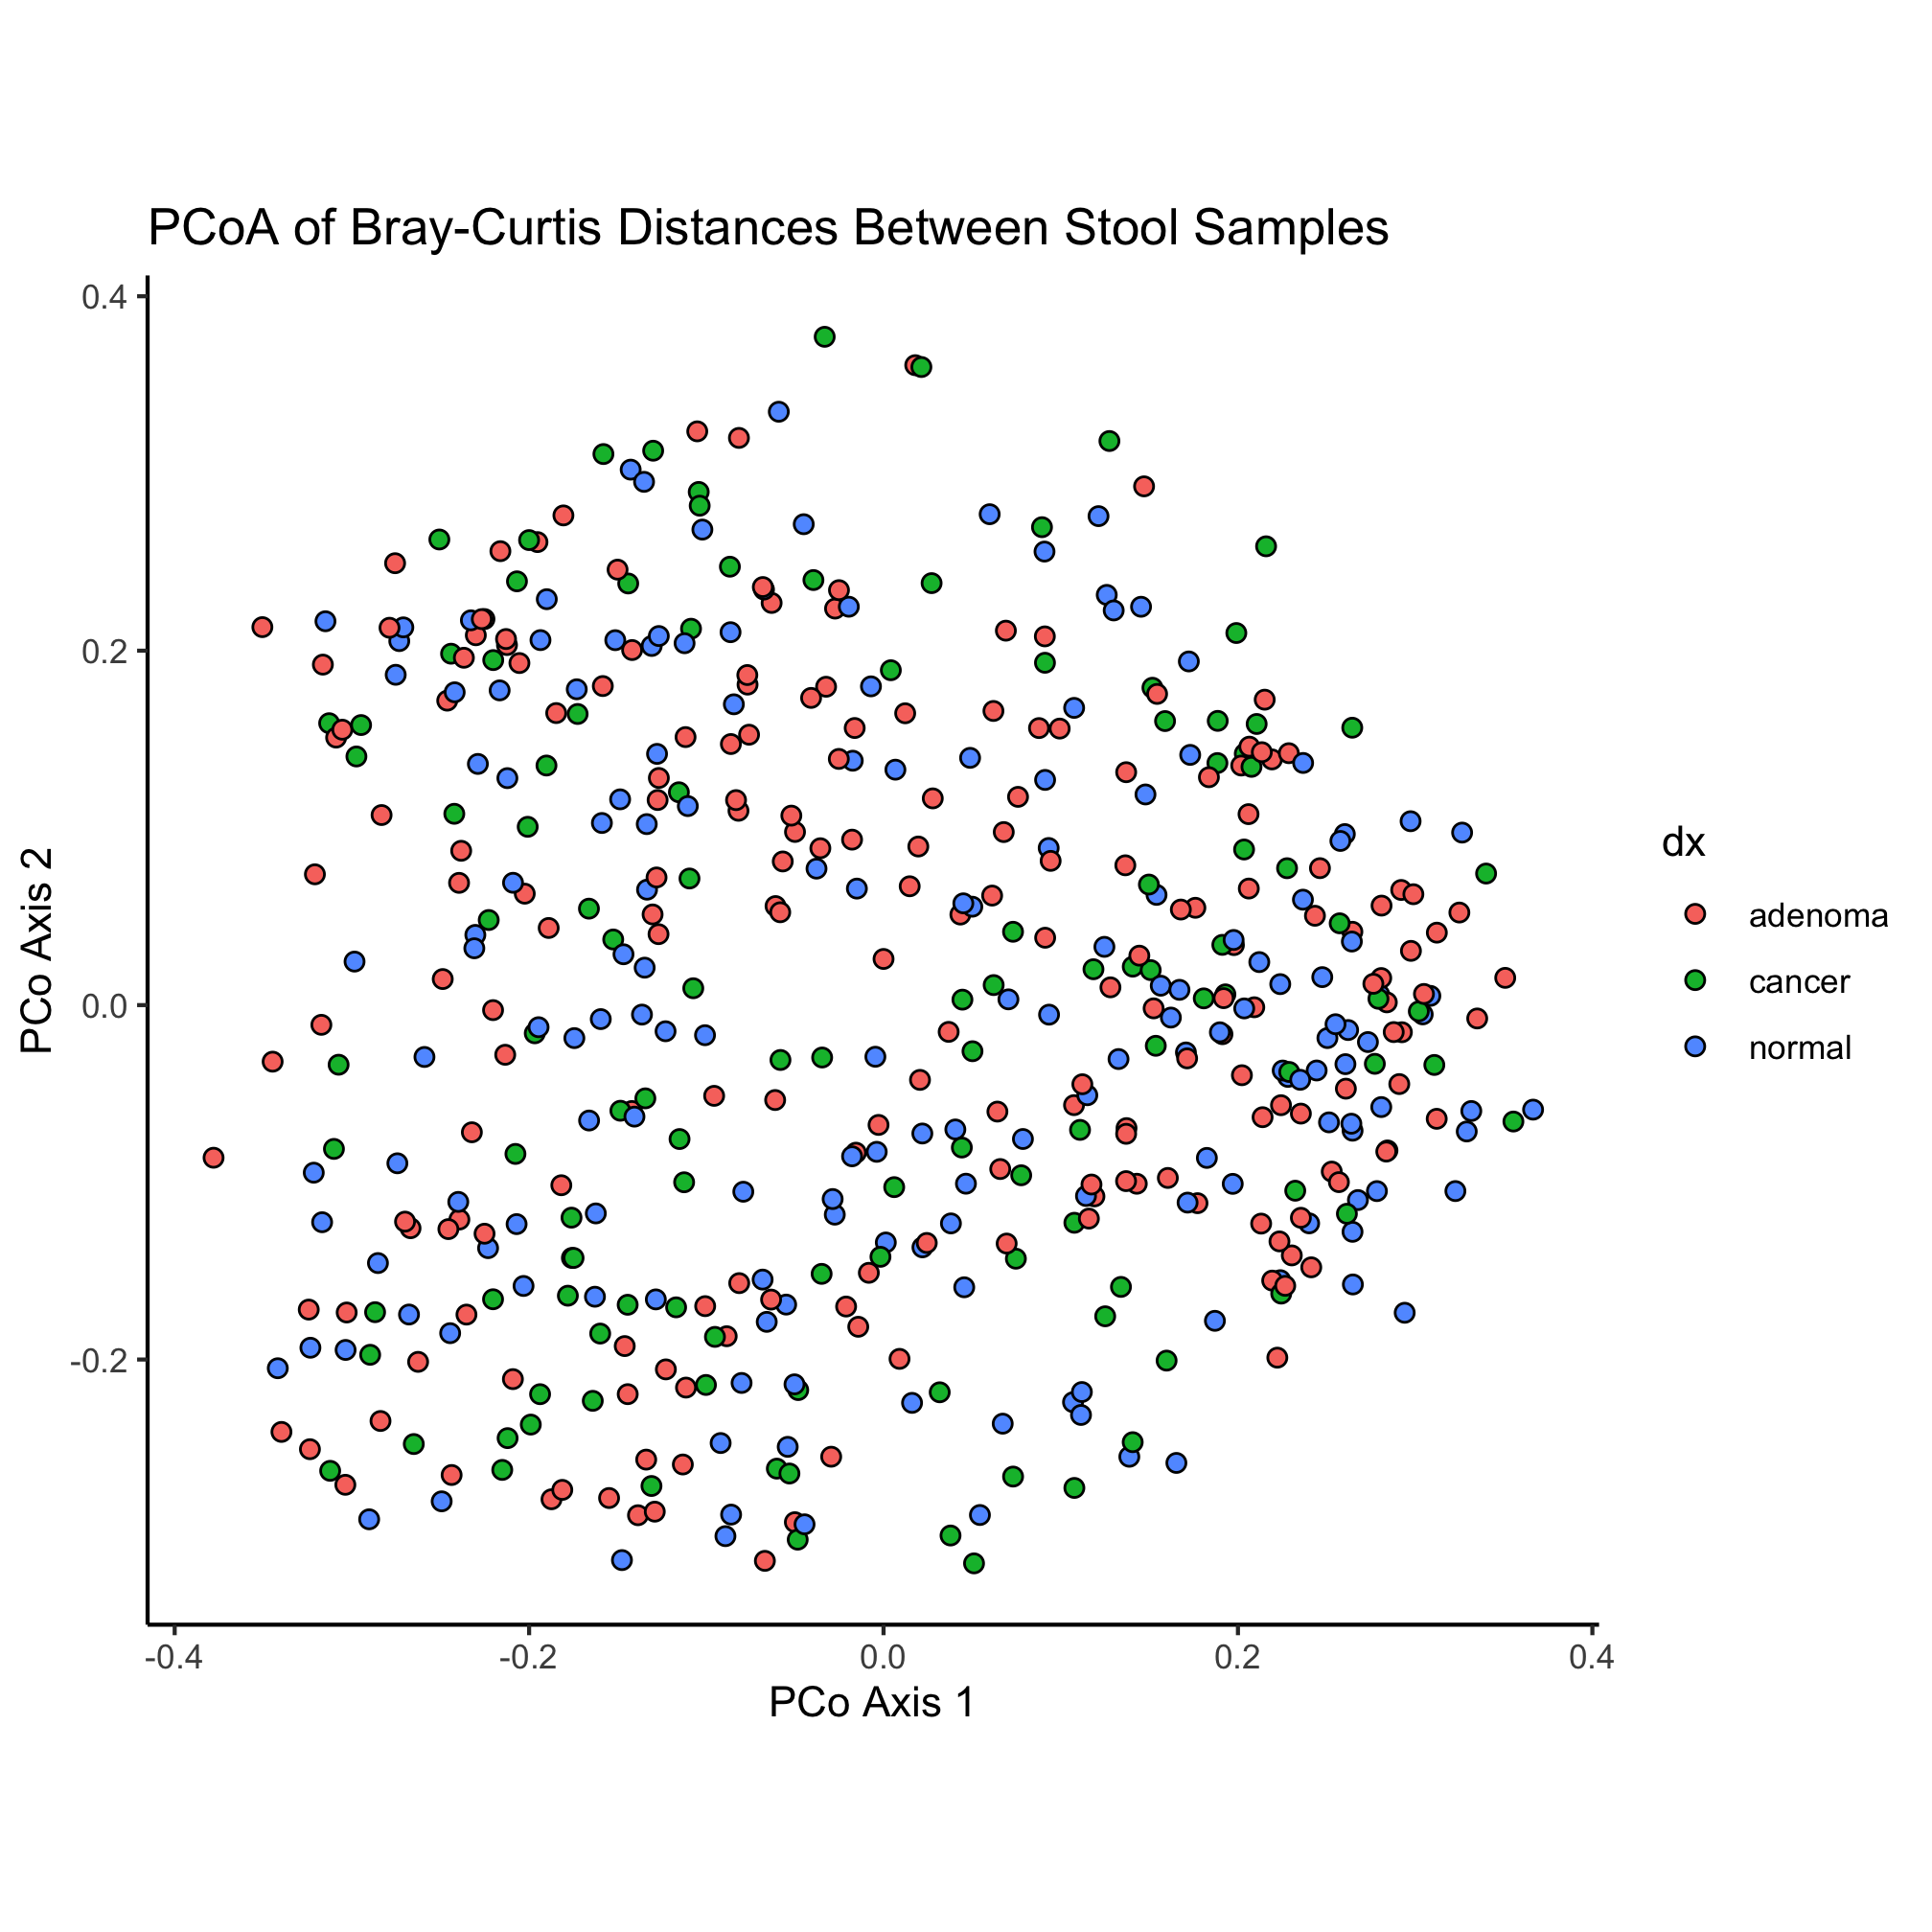 PCoA of Bray-Curtis Distances Between Stool Samples
0.4
0.2
0.0
-0.2
PCo Axis 2
-0.4
-0.2
0.0
0.2
0.4
PCo Axis 1
dx
adenoma
cancer
normal